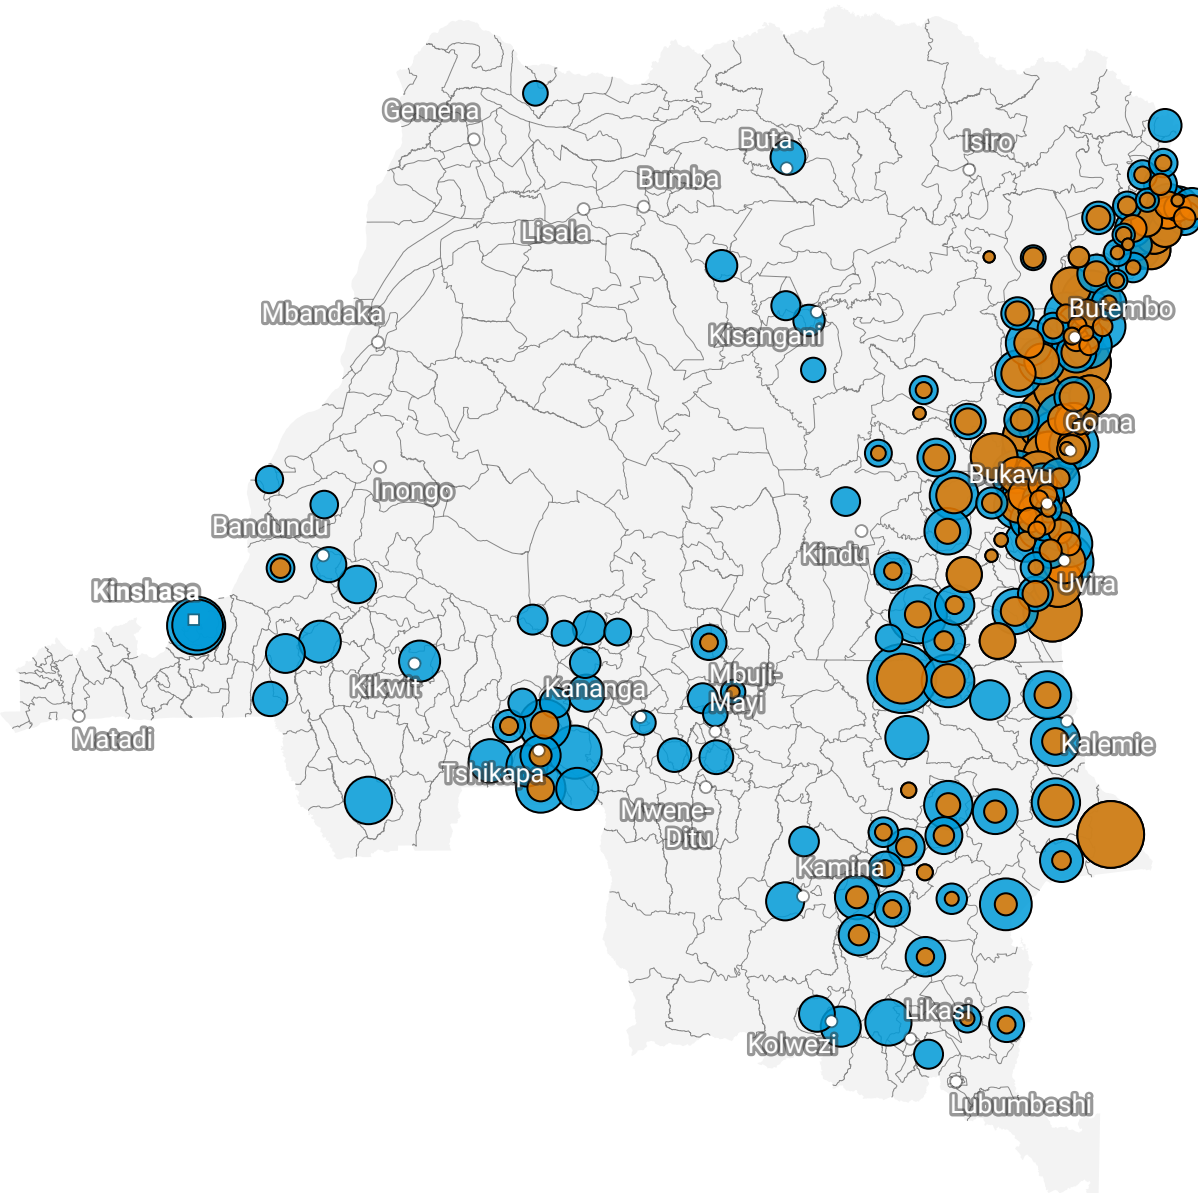 Gemena
Buta
Isiro
Bumba
Lisala
Mbandaka
Butembo
Kisangani
Goma
Bukavu
Inongo
Bandundu
Kindu
Uvira
Kinshasa
Kikwit
Kananga
Mbuji-
Mayi
Matadi
Kalemie
Tshikapa
Mwene-
Ditu
Kamina
Likasi
Kolwezi
Lubumbashi